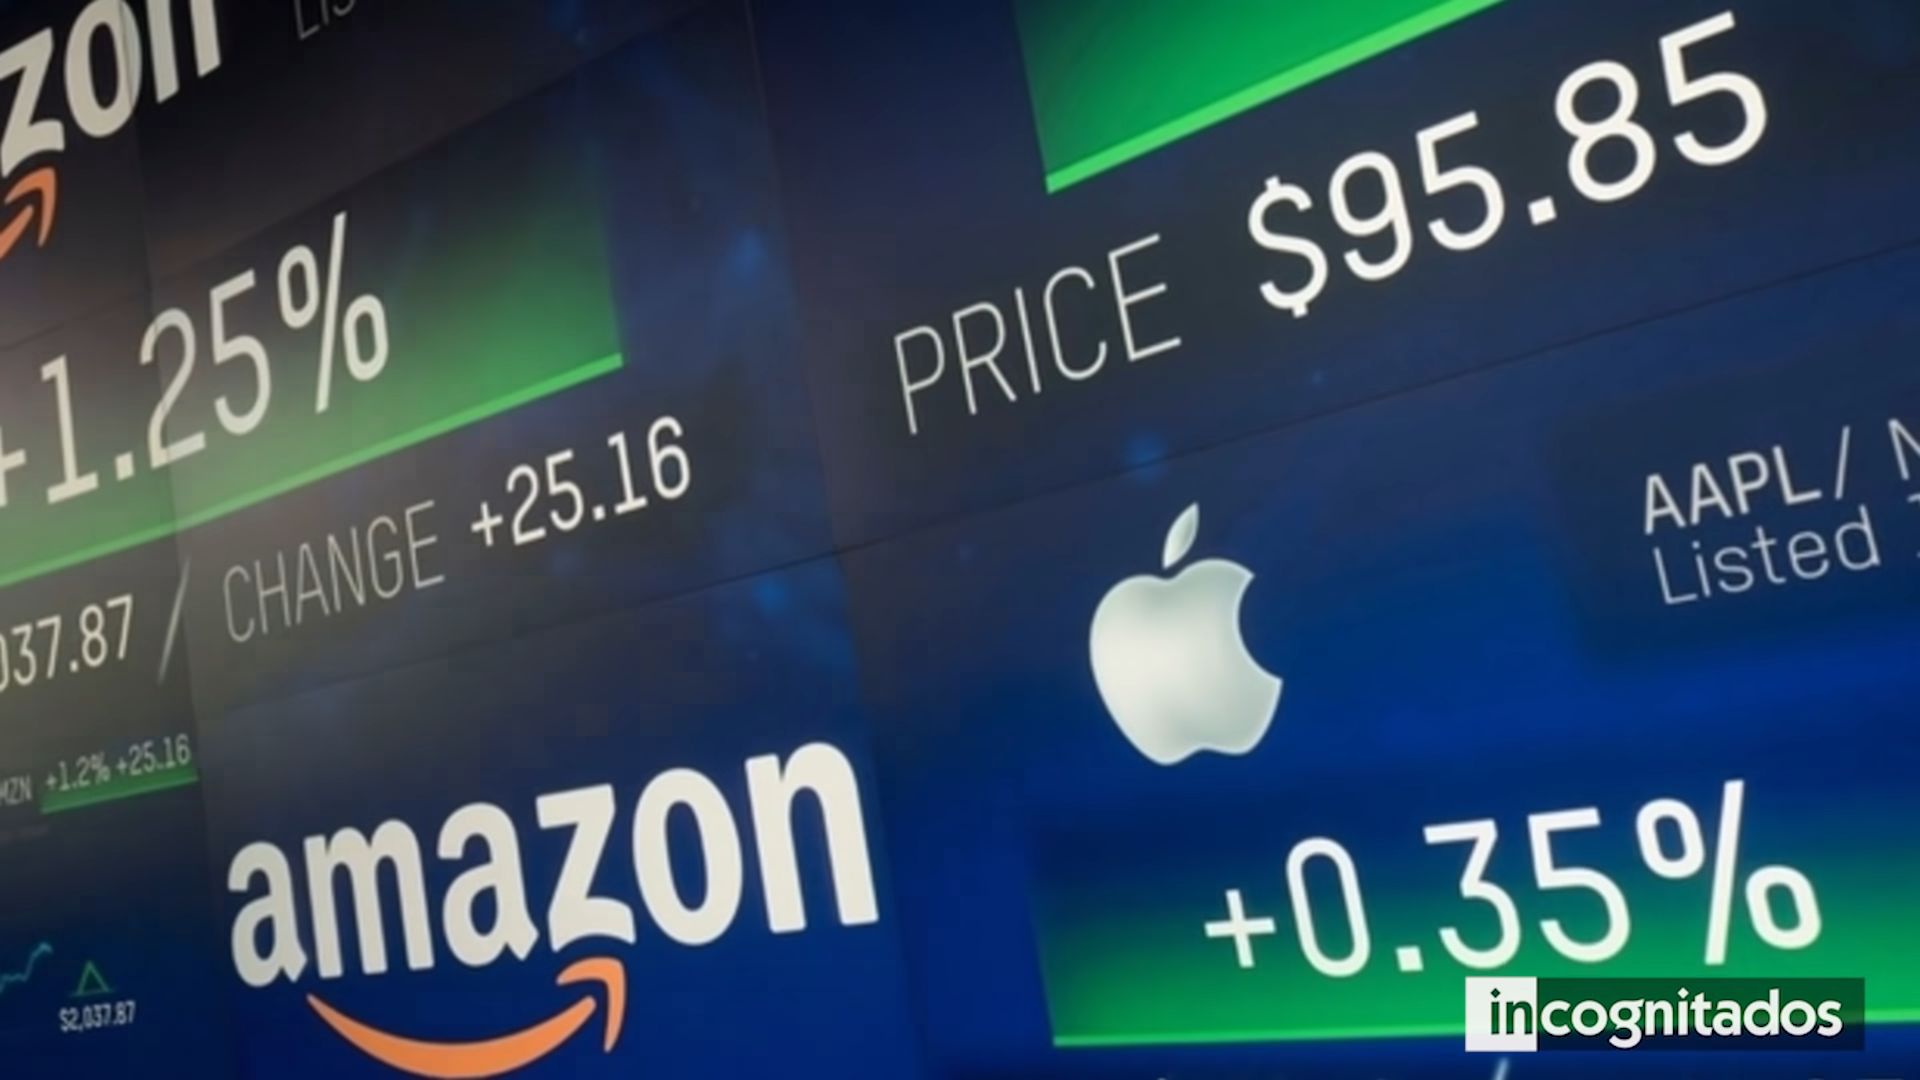 zon
+1.25%
037.87 / CHANGE +25.16
MZN +1.2% +25.16
$2,037.87
amazon
PRICE $95.85
AAPL/ N
Listed
+0.35%
incognitados